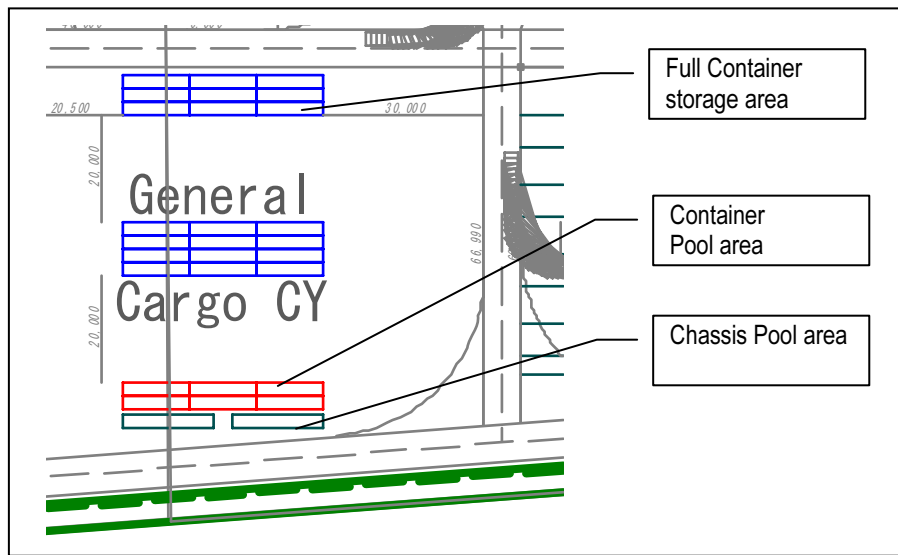 Full Container
storage area
20,500
30,000
20,000
General
Container
Pool area
66.990
Cargo CY
20,000
Chassis Pool area